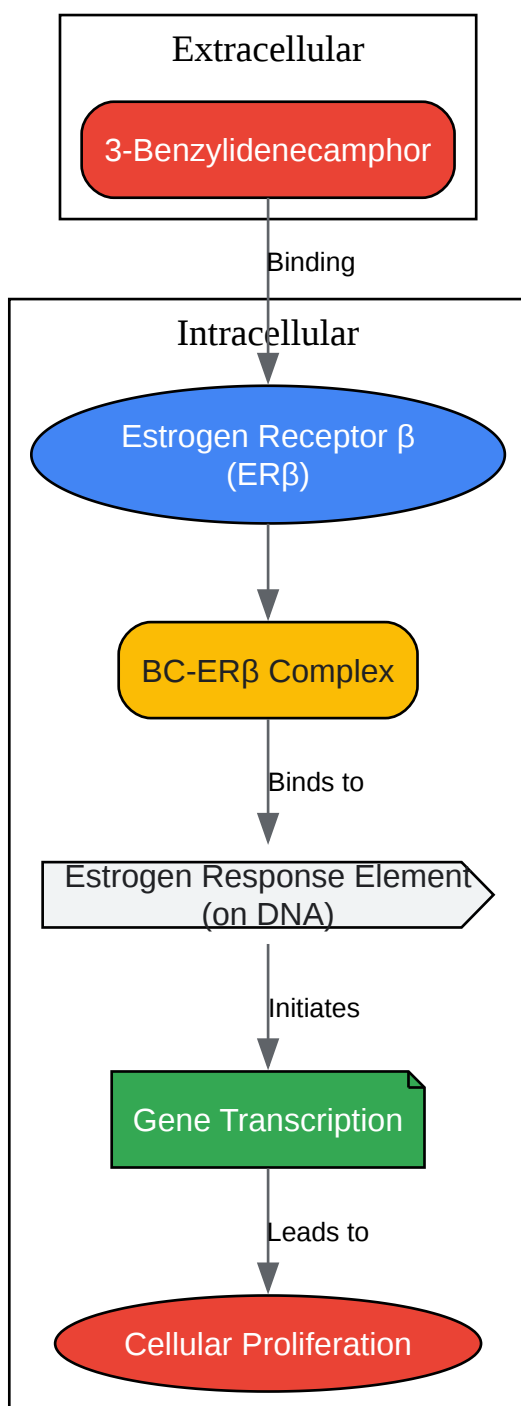 Extracellular
3-Benzylidenecamphor
Binding
Intracellular
Estrogen Receptor β
(ERβ)
BC-ERβ Complex
Binds to
Estrogen Response Element
(on DNA)
Initiates
Gene Transcription
Leads to
Cellular Proliferation